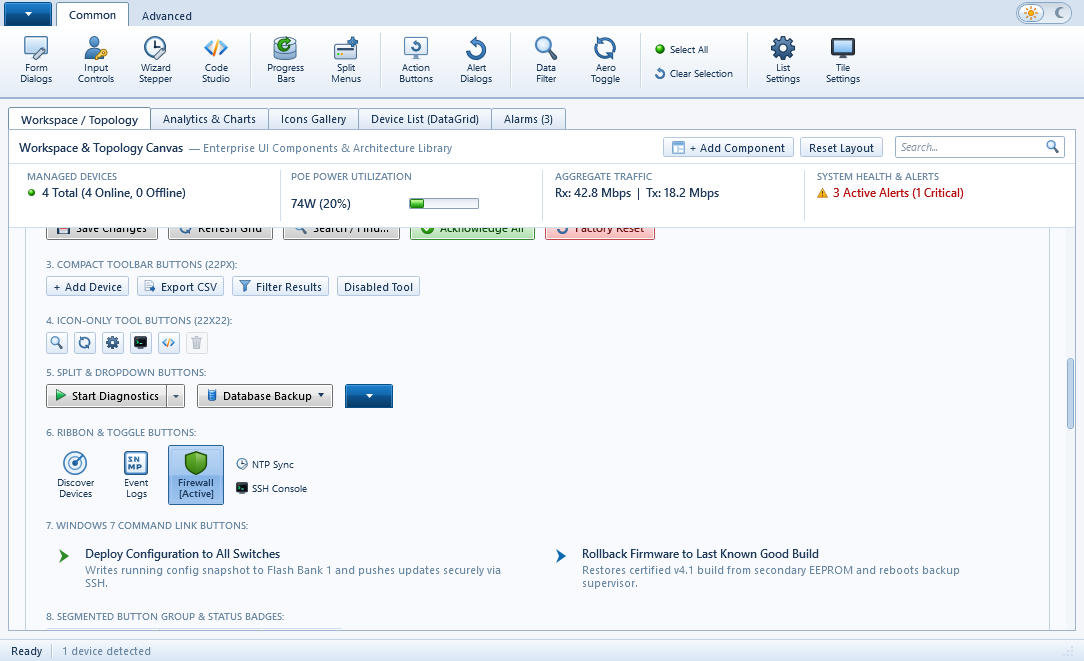 Common
Advanced
Form
Dialogs
Input
Controls
Wizard
Stepper
Code
Studio
Progress
Bars
Split
Menus
Action
Buttons
Alert
Dialogs
Data
Filter
Aero
Toggle
Select All
Clear Selection
List
Settings
Tile
Settings
Workspace / Topology
Analytics & Charts
Icons Gallery
Device List (DataGrid)
Alarms (3)
Workspace & Topology Canvas — Enterprise UI Components & Architecture Library
+ Add Component
Reset Layout
Search...
MANAGED DEVICES
4 Total (4 Online, 0 Offline)
POE POWER UTILIZATION
74W (20%)
AGGREGATE TRAFFIC
Rx: 42.8 Mbps | Tx: 18.2 Mbps
SYSTEM HEALTH & ALERTS
3 Active Alerts (1 Critical)
Save Changes
Refresh Grid
Search / Find...
Acknowledge All
Factory Reset
3. COMPACT TOOLBAR BUTTONS (22PX):
+ Add Device
Export CSV
Filter Results
Disabled Tool
4. ICON-ONLY TOOL BUTTONS (22X22):
5. SPLIT & DROPDOWN BUTTONS:
Start Diagnostics
Database Backup
6. RIBBON & TOGGLE BUTTONS:
Discover
Devices
SN
MP
Event
Logs
Firewall
[Active]
NTP Sync
SSH Console
7. WINDOWS 7 COMMAND LINK BUTTONS:
Deploy Configuration to All Switches
Writes running config snapshot to Flash Bank 1 and pushes updates securely via
SSH.
Rollback Firmware to Last Known Good Build
Restores certified v4.1 build from secondary EEPROM and reboots backup
supervisor.
8. SEGMENTED BUTTON GROUP & STATUS BADGES:
Ready
1 device detected